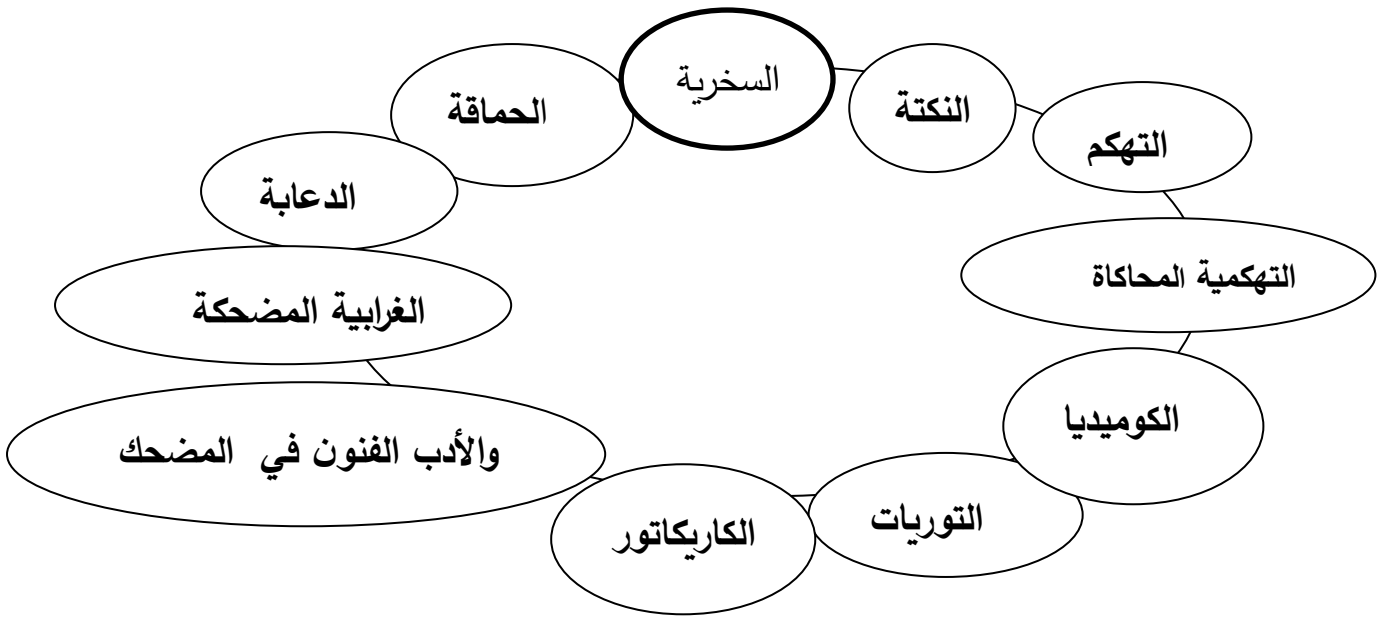 السخرية
النكتة
التهكم
التهكمية المحاكاة
الكوميديا
التوريات
الكاريكاتور
والأدب الفنون في المضحك
الغرابية المضحكة
الدعابة
الحماقة